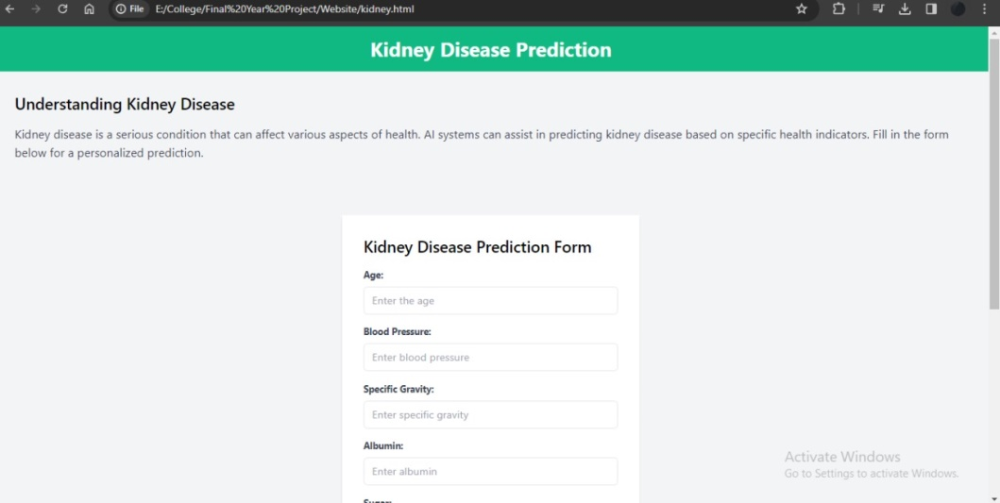 File E:/College/Final%20Year%20Project/Website/kidney.html
Kidney Disease Prediction
Understanding Kidney Disease
Kidney disease is a serious condition that can affect various aspects of health. AI systems can assist in predicting kidney disease based on specific health indicators. Fill in the form
below for a personalized prediction.
Kidney Disease Prediction Form
Age:
Enter the age
Blood Pressure:
Enter blood pressure
Specific Gravity:
Enter specific gravity
Albumin:
Enter albumin
Activate Windows
Go to Settings to activate Windows.